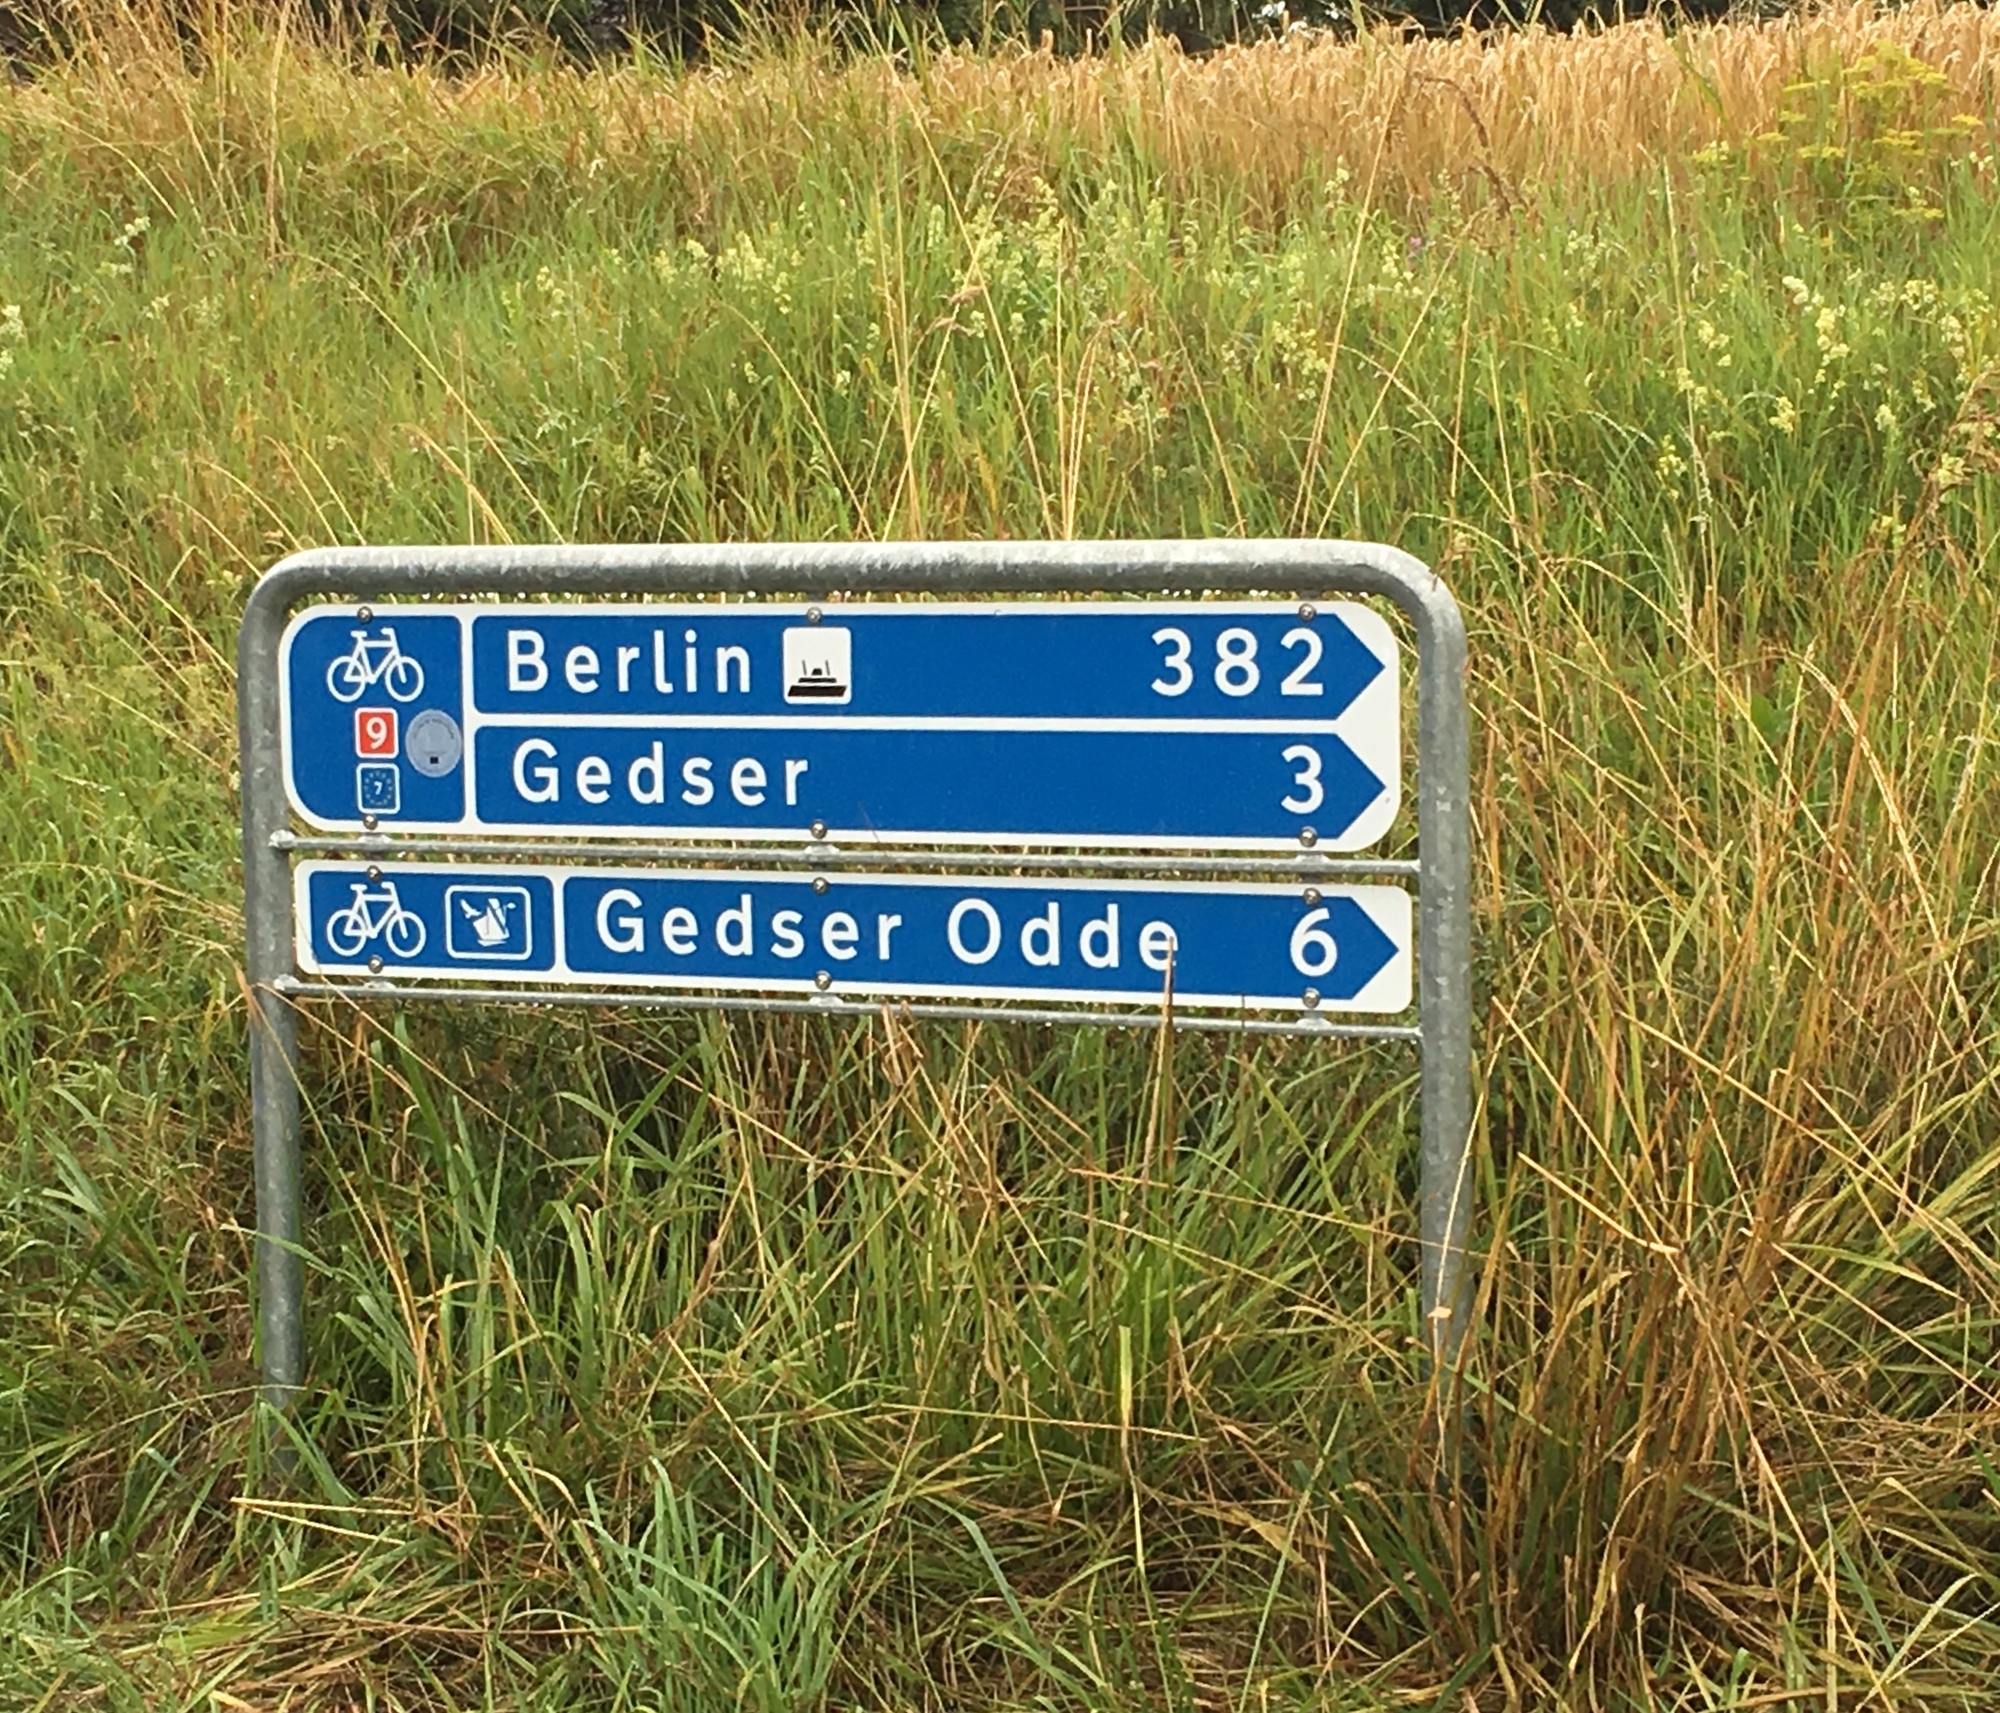 Berlin 382
9
Gedser 3
7
Gedser Odde 6